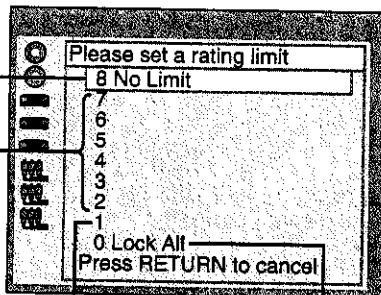 Please set a rating limit
8 No Limit
7
6
5
4
3
2
1
0 Lock All
Press RETURN to cancel